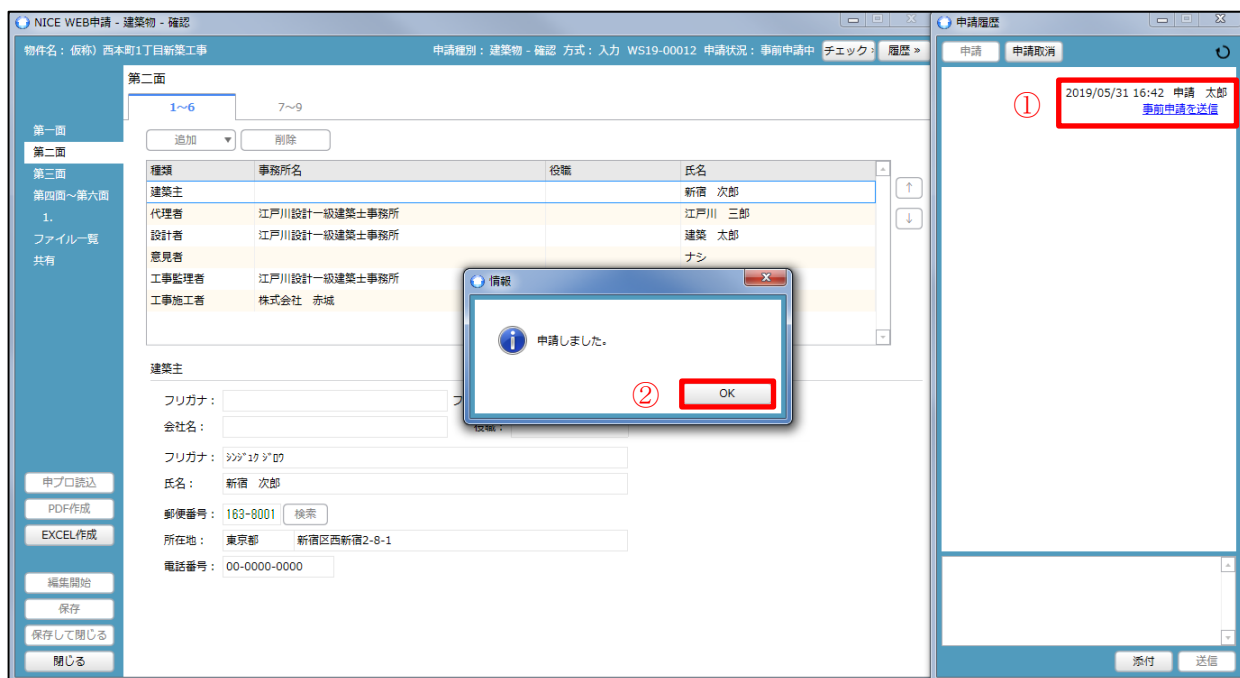 NICE WEB申請 - 建築物 - 確認
物件名： 仮称）西本町1丁目新築工事 申請種別： 建築物 - 確認 方式： 入力 WS19-00012 申請状況： 事前申請中 チェック› 履歴 »
第一面
第二面
第三面
第四面～第六面
1.
ファイル一覧
共有
申プロ読込
PDF作成
EXCEL作成
編集開始
保存
保存して閉じる
閉じる
第二面
1～6 7～9
追加 ▼ 削除
種類 事務所名 役職 氏名
建築主 新宿 次郎
代理者 江戸川設計一級建築士事務所 江戸川 三郎
設計者 江戸川設計一級建築士事務所 建築 太郎
意見者 ナシ
工事監理者 江戸川設計一級建築士事務所
工事施工者 株式会社 赤城
↑
↓
建築主
フリガナ：
会社名： 役職：
フリガナ： ｼﾝｼﾞｭｸ ｼﾞﾛｳ
氏名： 新宿 次郎
郵便番号： 163-8001 検索
所在地： 東京都 新宿区西新宿2-8-1
電話番号： 00-0000-0000
情報
申請しました。
② OK
申請履歴
申請 申請取消
① 2019/05/31 16:42 申請 太郎
事前申請を送信
添付 送信